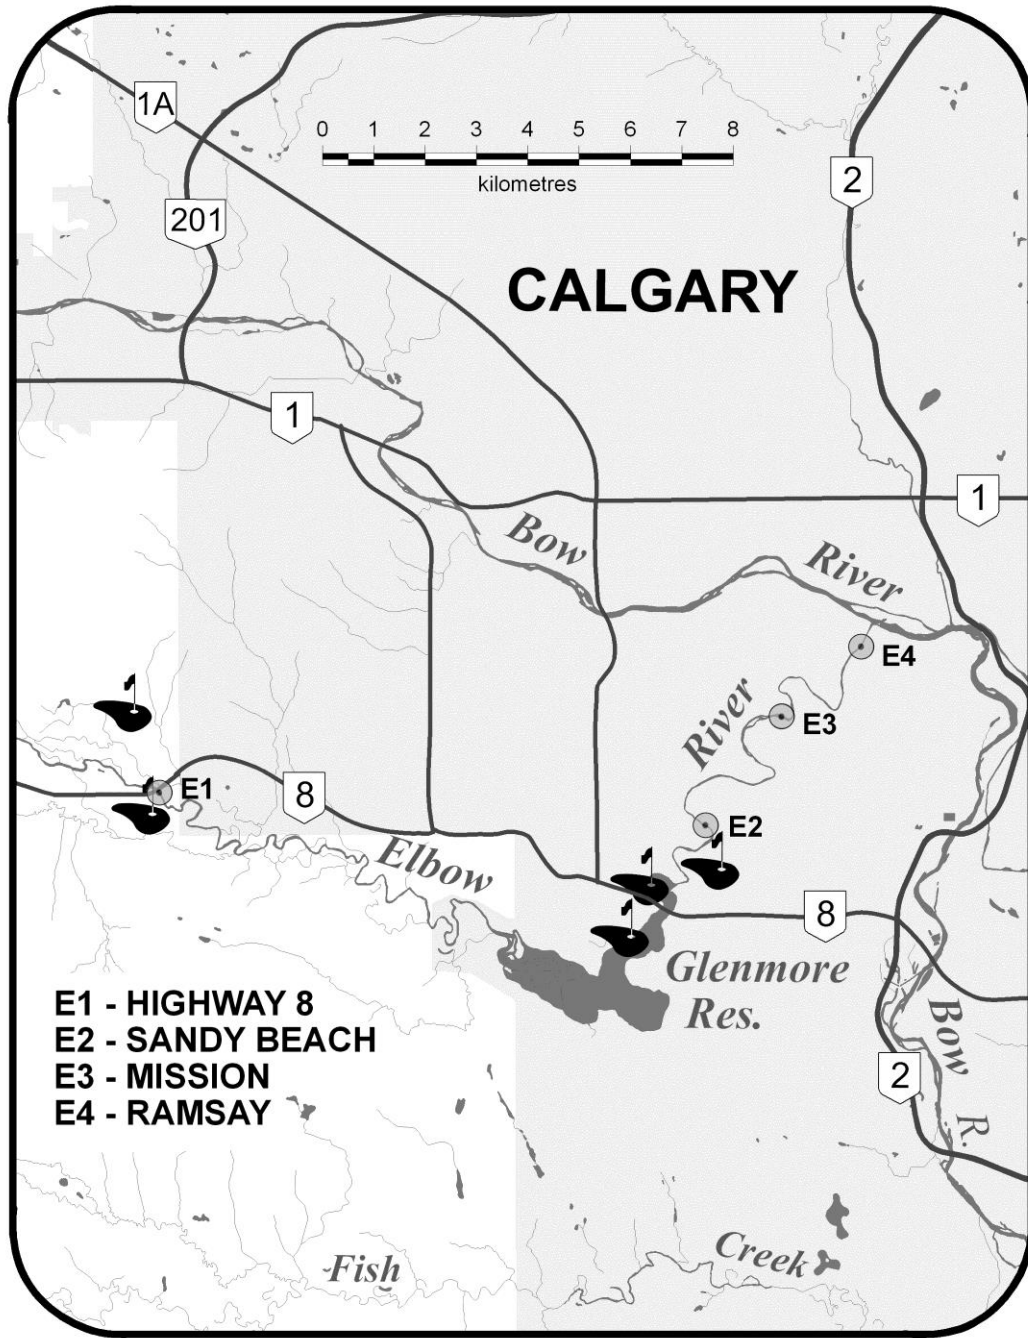 1A
0 1 2 3 4 5 6 7 8
kilometres
2
201
CALGARY
1
1
Bow
River
E4
River
E3
E1
8
E2
Elbow
8
Glenmore
Res.
E1 - HIGHWAY 8
E2 - SANDY BEACH
E3 - MISSION
E4 - RAMSAY
Bow
R.
2
Fish
Creek